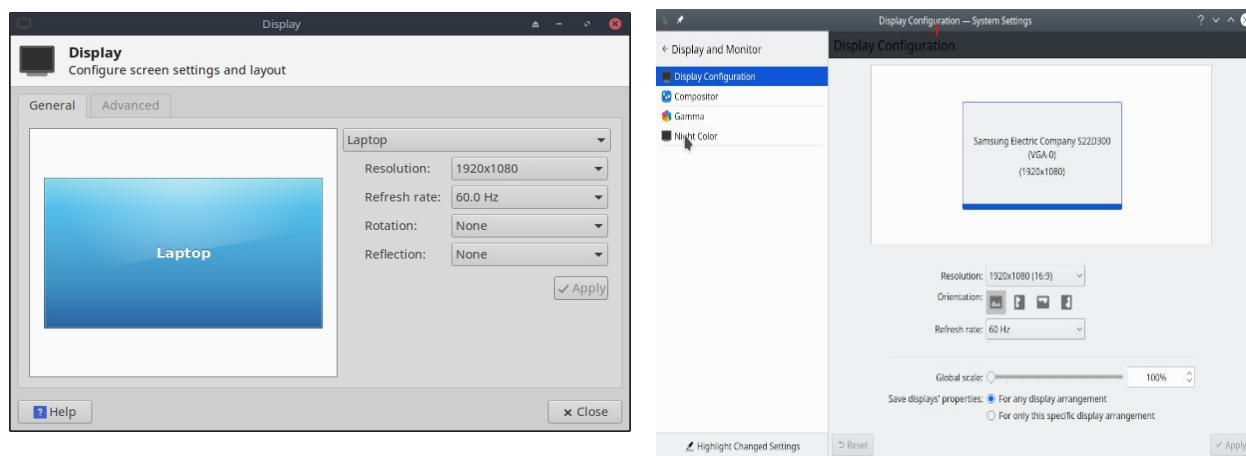 Display
Display
Configure screen settings and layout
General
Advanced
Laptop
Laptop
Resolution: 1920x1080
Refresh rate: 60.0 Hz
Rotation: None
Reflection: None
Apply
Help
Close
Display Configuration — System Settings
Display and Monitor
Display Configuration
Compositor
Gamma
Night Color
Highlight Changed Settings
Display Configuration
Samsung Electric Company S22D300
(VGA-0)
(1920x1080)
Resolution: 1920x1080 (16:9)
Orientation:
Refresh rate: 60 Hz
Global scale: 100%
Save displays' properties: For any display arrangement
For only this specific display arrangement
Reset
Apply